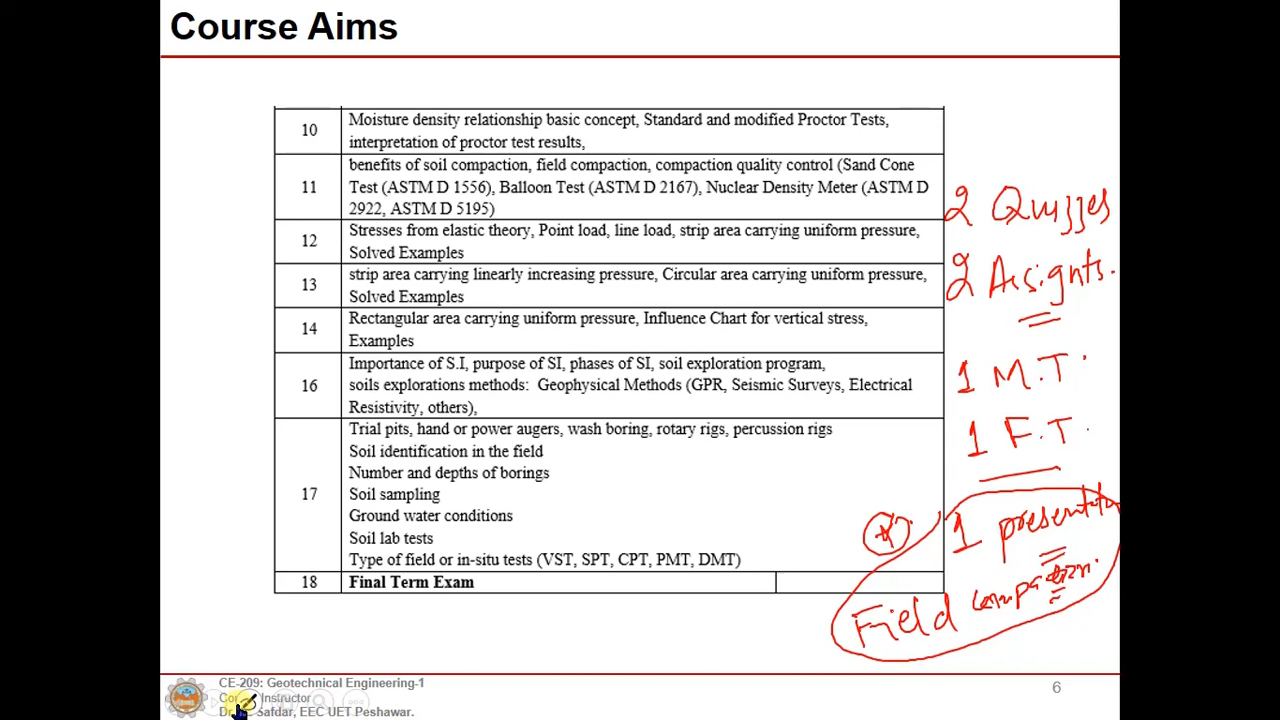 Course Aims
10
Moisture density relationship basic concept, Standard and modified Proctor Tests,
interpretation of proctor test results,
11
benefits of soil compaction, field compaction, compaction quality control (Sand Cone
Test (ASTM D 1556), Balloon Test (ASTM D 2167), Nuclear Density Meter (ASTM D
2922, ASTM D 5195)
12
Stresses from elastic theory, Point load, line load, strip area carrying uniform pressure,
Solved Examples
13
strip area carrying linearly increasing pressure, Circular area carrying uniform pressure,
Solved Examples
14
Rectangular area carrying uniform pressure, Influence Chart for vertical stress,
Examples
16
Importance of S.I, purpose of SI, phases of SI, soil exploration program,
soils explorations methods: Geophysical Methods (GPR, Seismic Surveys, Electrical
Resistivity, others),
17
Trial pits, hand or power augers, wash boring, rotary rigs, percussion rigs
Soil identification in the field
Number and depths of borings
Soil sampling
Ground water conditions
Soil lab tests
Type of field or in-situ tests (VST, SPT, CPT, PMT, DMT)
18
Final Term Exam
2 Quizzes
2 Assignts.
1 M.T.
1 F.T.
1
Field compaction.
CE-209: Geotechnical Engineering-1
Instructor
Safdar, EEC UET Peshawar.
6